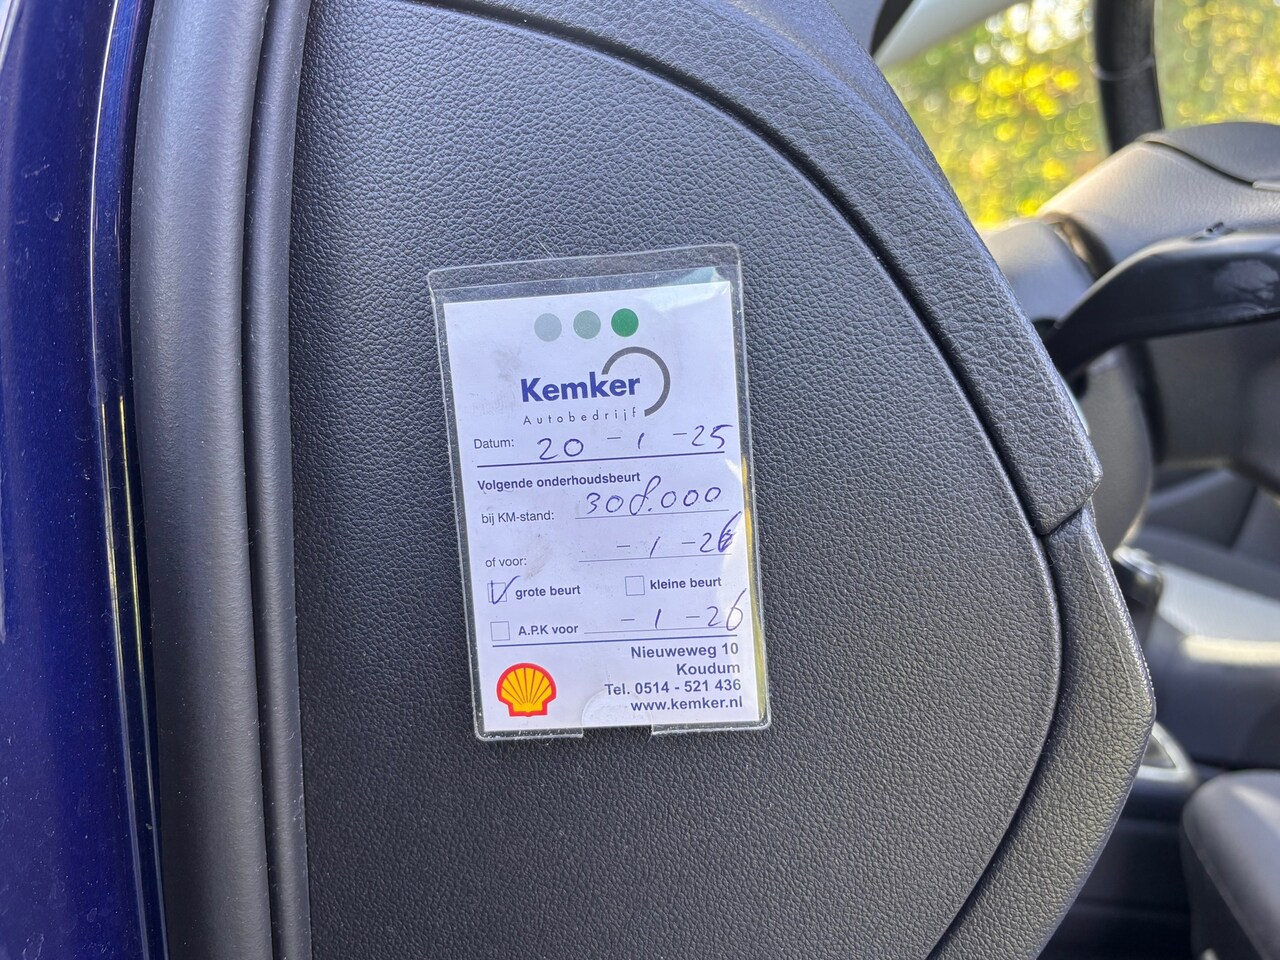 Kemker
Autobedrijf
Datum: 20 - 1 - 25
Volgende onderhoudsbeurt
bij KM-stand: 308.000
of voor: - 1 - 26
grote beurt kleine beurt
A.P.K voor - 1 - 26
Nieuweweg 10
Koudum
Tel. 0514 - 521 436
www.kemker.nl